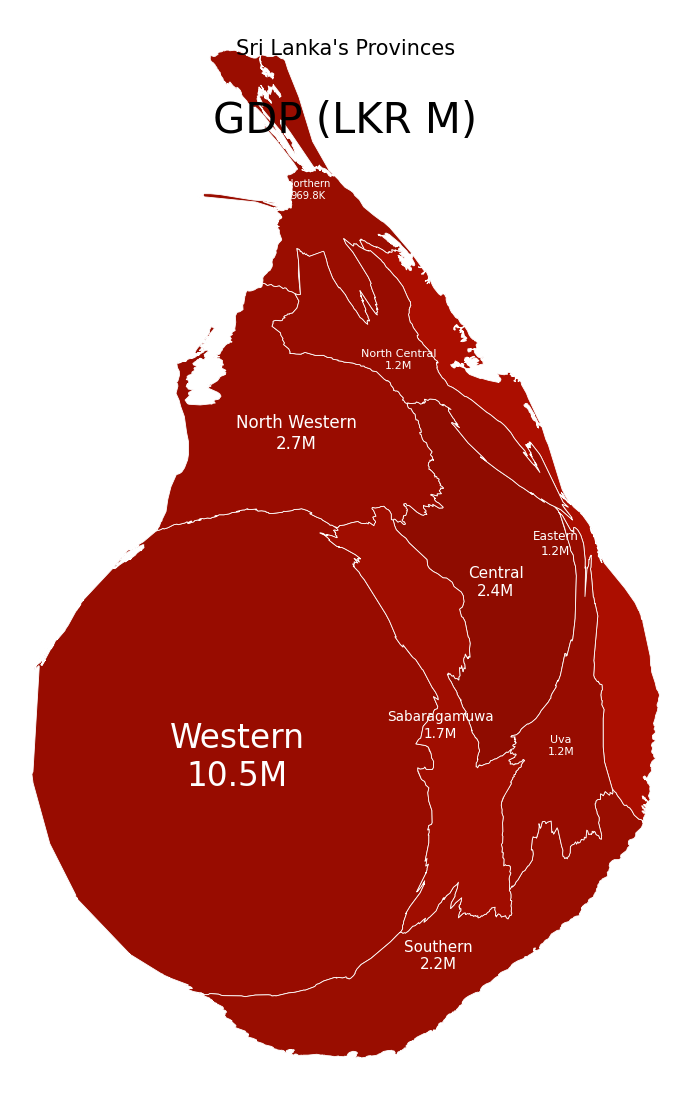 Sri Lanka's Provinces
GDP (LKR M)
Northern
969.8K
North Central
1.2M
North Western
2.7M
Eastern
1.2M
Central
2.4M
Sabaragamuwa
1.7M
Western
10.5M
Uva
1.2M
Southern
2.2M